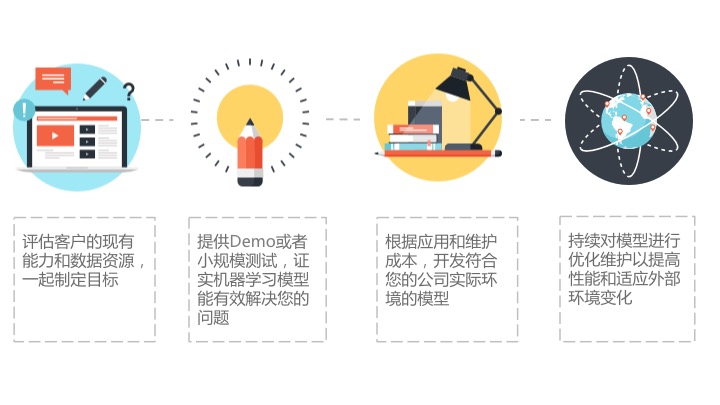 评估客户的现有
能力和数据资源，
一起制定目标
提供Demo或者
小规模测试，证
实机器学习模型
能有效解决您的
问题
根据应用和维护
成本，开发符合
您的公司实际环
境的模型
持续对模型进行
优化维护以提高
性能和适应外部
环境变化